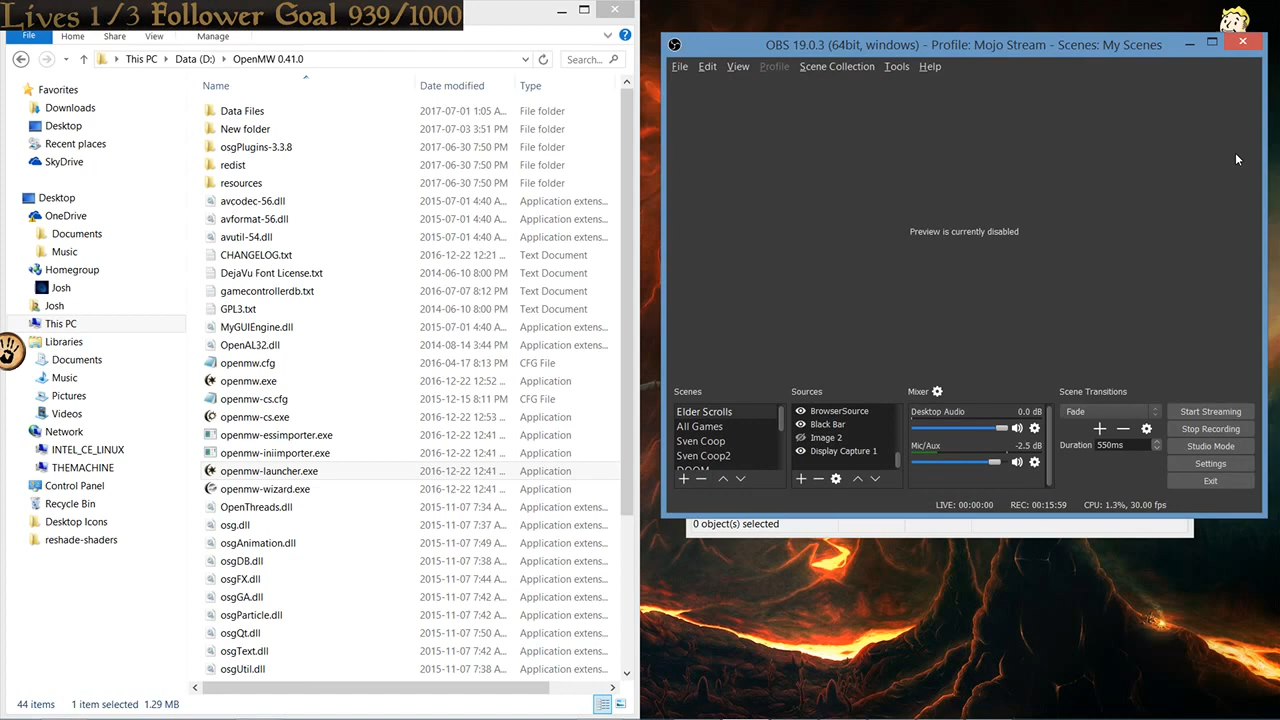 Lives 1/3 Follower Goal 939/1000
File Home Share View Manage
This PC Data (D:) OpenMW 0.41.0 Search...
Name Date modified Type
Favorites
Downloads
Desktop
Recent places
SkyDrive
Desktop
OneDrive
Documents
Music
Homegroup
Josh
Josh
This PC
Libraries
Documents
Music
Pictures
Videos
Network
INTEL_CE_LINUX
THEMACHINE
Control Panel
Recycle Bin
Desktop Icons
reshade-shaders
Data Files 2017-07-01 1:05 A... File folder
New folder 2017-07-03 3:51 PM File folder
osgPlugins-3.3.8 2017-06-30 7:50 PM File folder
redist 2017-06-30 7:50 PM File folder
resources 2017-06-30 7:50 PM File folder
avcodec-56.dll 2015-07-01 4:40 A... Application extens...
avformat-56.dll 2015-07-01 4:40 A... Application extens...
avutil-54.dll 2015-07-01 4:40 A... Application extens...
CHANGELOG.txt 2016-12-22 12:21 ... Text Document
DejaVu Font License.txt 2014-06-10 8:00 PM Text Document
gamecontrollerdb.txt 2016-07-07 8:12 PM Text Document
GPL3.txt 2014-06-10 8:00 PM Text Document
MyGUIEngine.dll 2015-07-01 4:40 A... Application extens...
OpenAL32.dll 2014-08-14 3:44 PM Application extens...
openmw.cfg 2016-04-17 8:13 PM CFG File
openmw.exe 2016-12-22 12:52 ... Application
openmw-cs.cfg 2015-12-15 8:11 PM CFG File
openmw-cs.exe 2016-12-22 12:53 ... Application
openmw-essimporter.exe 2016-12-22 12:41 ... Application
openmw-iniimporter.exe 2016-12-22 12:41 ... Application
openmw-launcher.exe 2016-12-22 12:41 ... Application
openmw-wizard.exe 2016-12-22 12:41 ... Application
OpenThreads.dll 2015-11-07 7:34 A... Application extens...
osg.dll 2015-11-07 7:37 A... Application extens...
osgAnimation.dll 2015-11-07 7:49 A... Application extens...
osgDB.dll 2015-11-07 7:38 A... Application extens...
osgFX.dll 2015-11-07 7:44 A... Application extens...
osgGA.dll 2015-11-07 7:42 A... Application extens...
osgParticle.dll 2015-11-07 7:42 A... Application extens...
osgQt.dll 2015-11-07 7:50 A... Application extens...
osgText.dll 2015-11-07 7:42 A... Application extens...
osgUtil.dll 2015-11-07 7:38 A... Application extens...
44 items 1 item selected 1.29 MB
OBS 19.0.3 (64bit, windows) - Profile: Mojo Stream - Scenes: My Scenes
File Edit View Profile Scene Collection Tools Help
Preview is currently disabled
Scenes
Elder Scrolls
All Games
Sven Coop
Sven Coop2
DOOM
Sources
BrowserSource
Black Bar
Image 2
Display Capture 1
Mixer
Desktop Audio 0.0 dB
Mic/Aux -2.5 dB
Scene Transitions
Fade
Duration 550ms
Start Streaming
Stop Recording
Studio Mode
Settings
Exit
LIVE: 00:00:00 REC: 00:15:59 CPU: 1.3%, 30.00 fps
0 object(s) selected